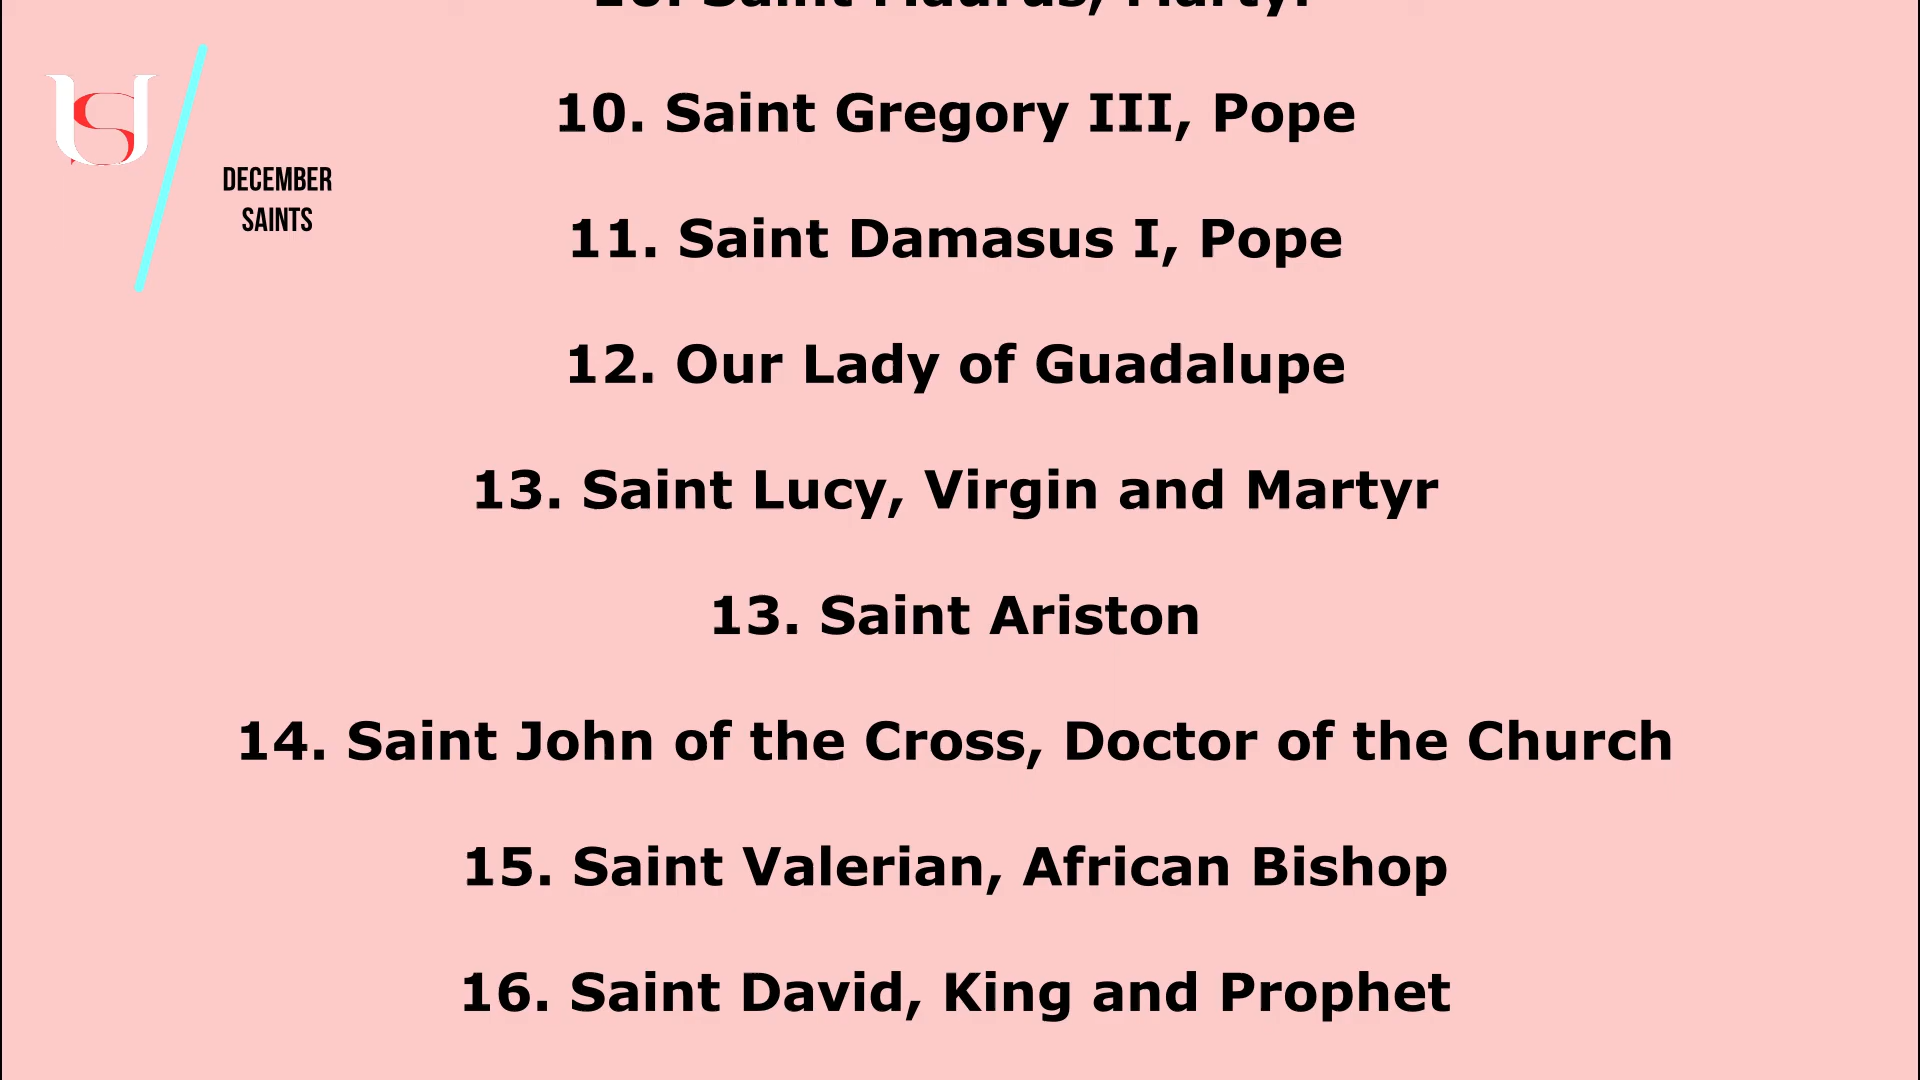 10. Saint Gregory III, Pope
DECEMBER
SAINTS
11. Saint Damasus I, Pope
12. Our Lady of Guadalupe
13. Saint Lucy, Virgin and Martyr
13. Saint Ariston
14. Saint John of the Cross, Doctor of the Church
15. Saint Valerian, African Bishop
16. Saint David, King and Prophet